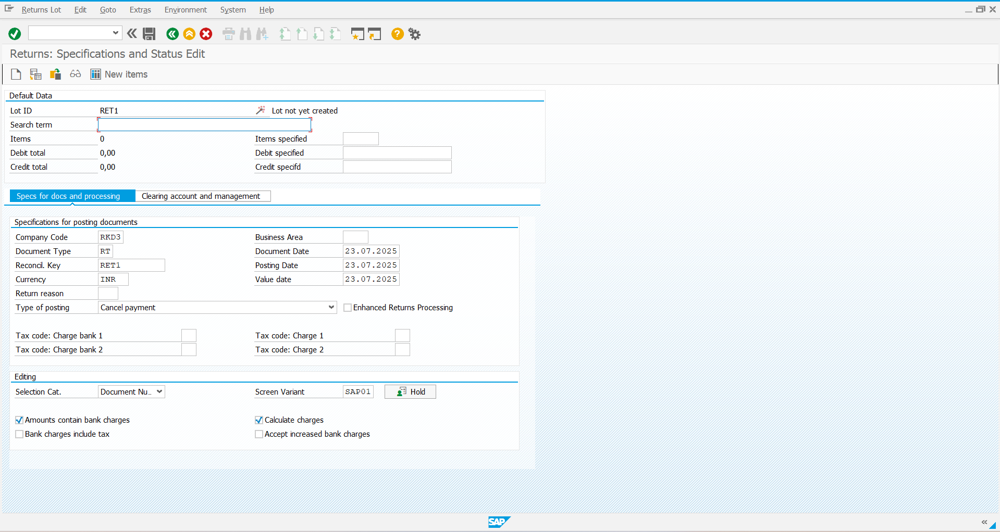 Returns Lot Edit Goto Extras Environment System Help
Returns: Specifications and Status Edit
New items
Default Data
Lot ID RET1 Lot not yet created
Search term
Items 0 Items specified
Debit total 0,00 Debit specified
Credit total 0,00 Credit specifd
Specs for docs and processing Clearing account and management
Specifications for posting documents
Company Code RKD3 Business Area
Document Type RT Document Date 23.07.2025
Reconcil. Key RET1 Posting Date 23.07.2025
Currency INR Value date 23.07.2025
Return reason
Type of posting Cancel payment Enhanced Returns Processing
Tax code: Charge bank 1 Tax code: Charge 1
Tax code: Charge bank 2 Tax code: Charge 2
Editing
Selection Cat. Document Nu... Screen Variant SAP01 Hold
Amounts contain bank charges Calculate charges
Bank charges include tax Accept increased bank charges
SAP